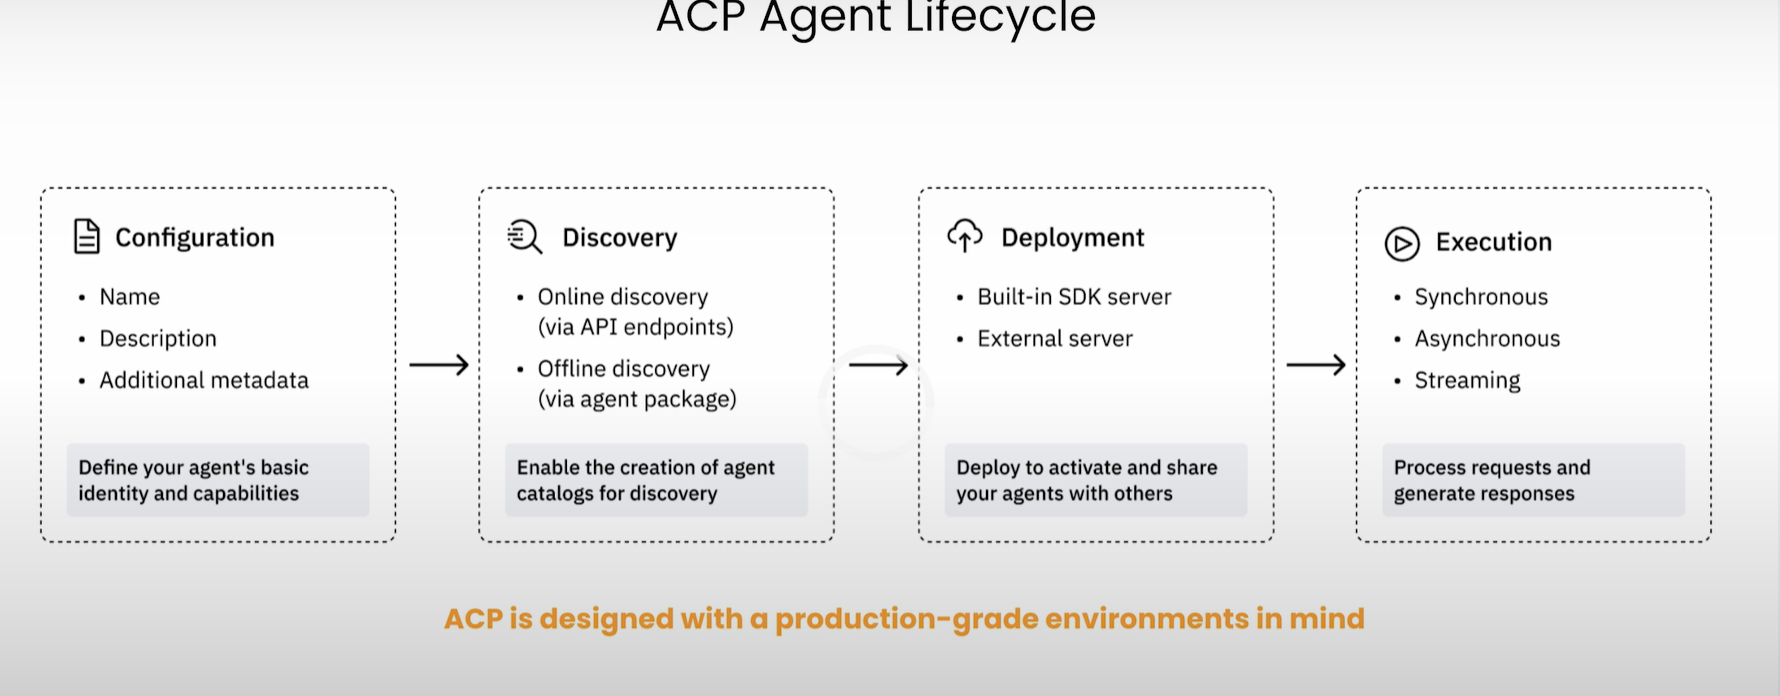 ACP Agent Lifecycle
Configuration
• Name
• Description
• Additional metadata
Define your agent's basic
identity and capabilities
Discovery
• Online discovery
(via API endpoints)
• Offline discovery
(via agent package)
Enable the creation of agent
catalogs for discovery
Deployment
• Built-in SDK server
• External server
Deploy to activate and share
your agents with others
Execution
• Synchronous
• Asynchronous
• Streaming
Process requests and
generate responses
ACP is designed with a production-grade environments in mind